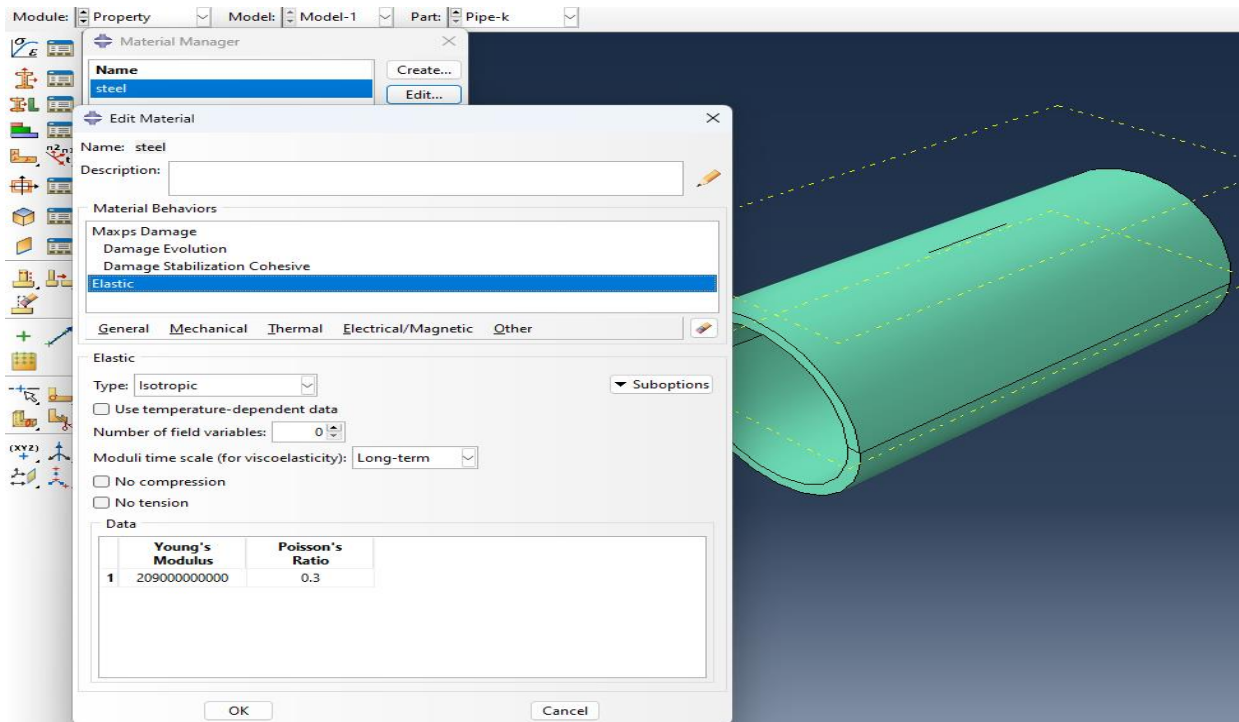 Module: Property Model: Model-1 Part: Pipe-k
Material Manager
Name Create...
steel Edit...
Edit Material
Name: steel
Description:
Material Behaviors
Maxps Damage
Damage Evolution
Damage Stabilization Cohesive
Elastic
General Mechanical Thermal Electrical/Magnetic Other
Elastic
Type: Isotropic Suboptions
Use temperature-dependent data
Number of field variables: 0
Moduli time scale (for viscoelasticity): Long-term
No compression
No tension
Data
Young's Poisson's
Modulus Ratio
1 209000000000 0.3
OK Cancel
(XYZ)